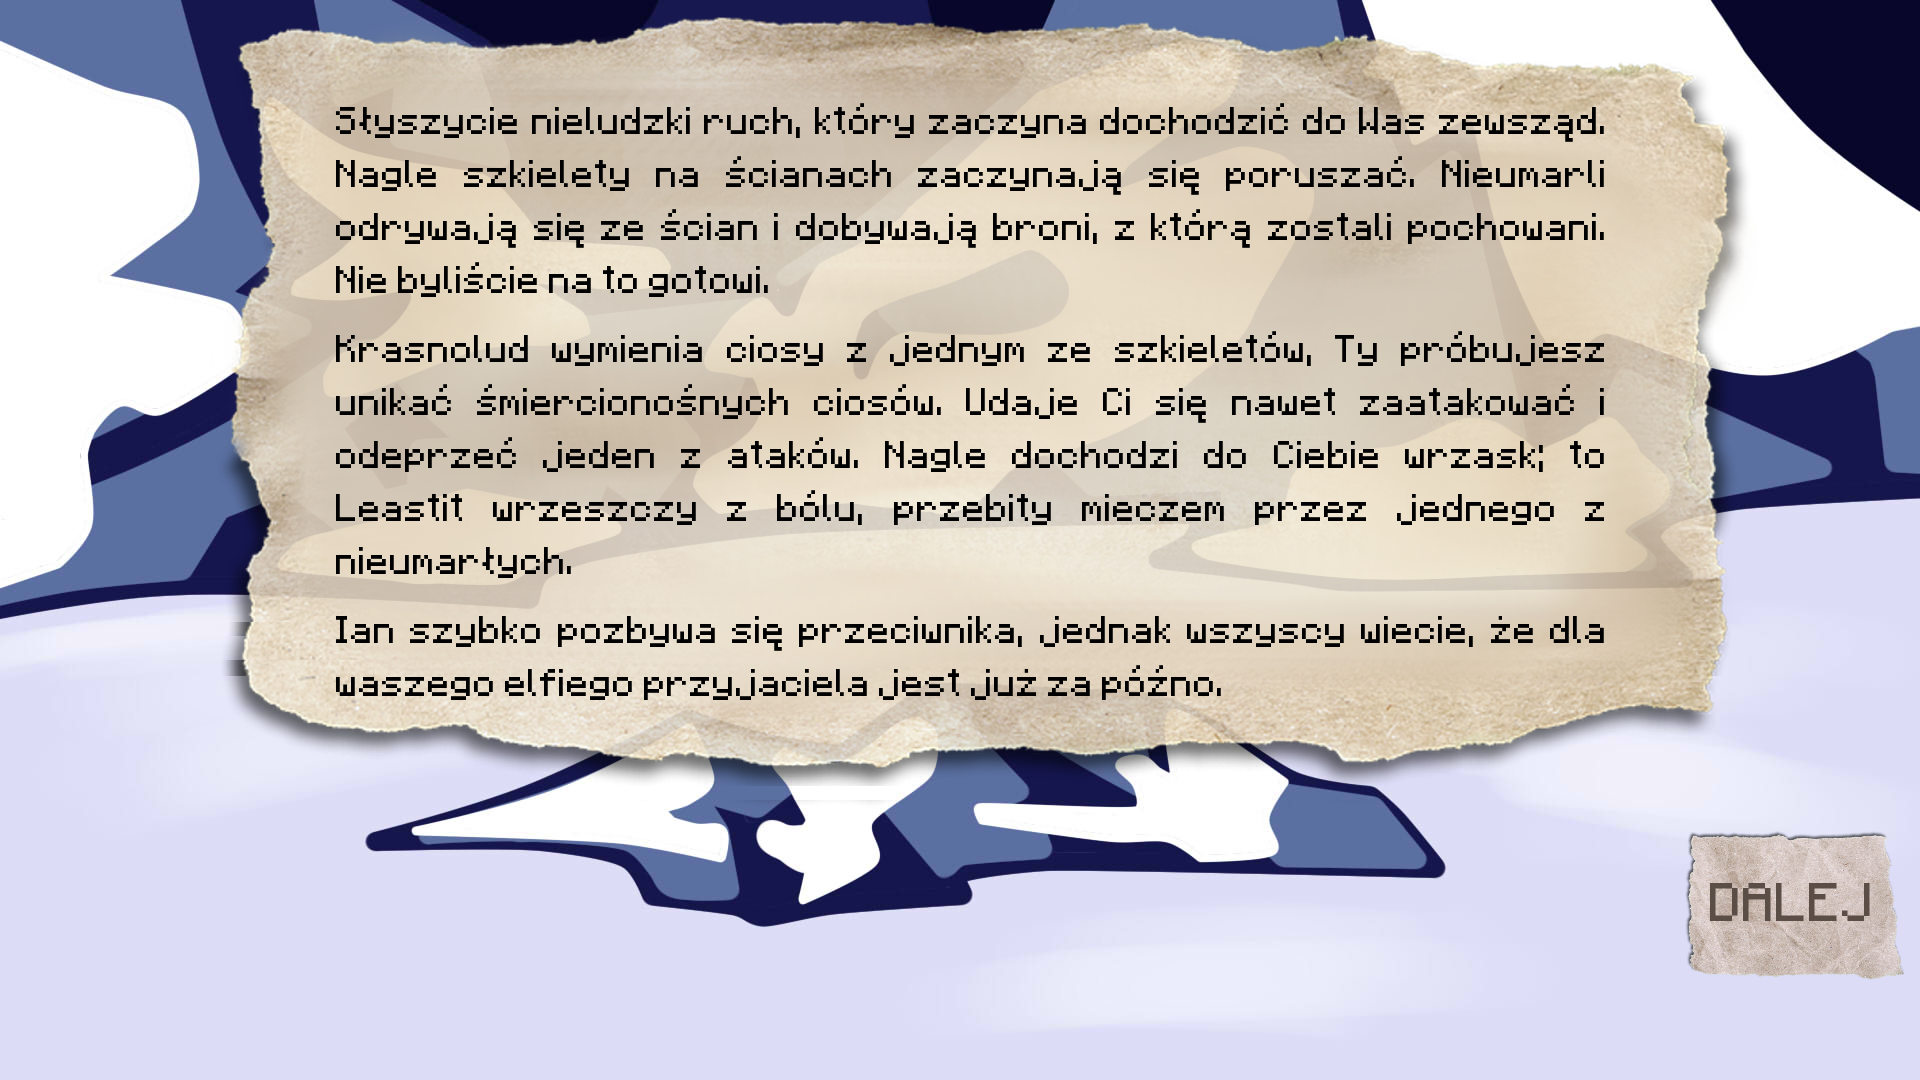 Słyszycie nieludzki ruch, który zaczyna dochodzić do Was zewsząd.
Nagle szkielety na ścianach zaczynają się poruszać. Nieumarli
odrywają się ze ścian i dobywają broni, z którą zostali pochowani.
Nie byliście na to gotowi.
Krasnolud wymienia ciosy z jednym ze szkieletów, Ty próbujesz
unikać śmiercionośnych ciosów. Udaje Ci się nawet zaatakować i
odeprzeć jeden z ataków. Nagle dochodzi do Ciebie wrzask; to
Leastit wrzeszczy z bólu, przebity mieczem przez jednego z
nieumarłych.
Ian szybko pozbywa się przeciwnika, jednak wszyscy wiecie, że dla
waszego elfiego przyjaciela jest już za późno.
DALEJ